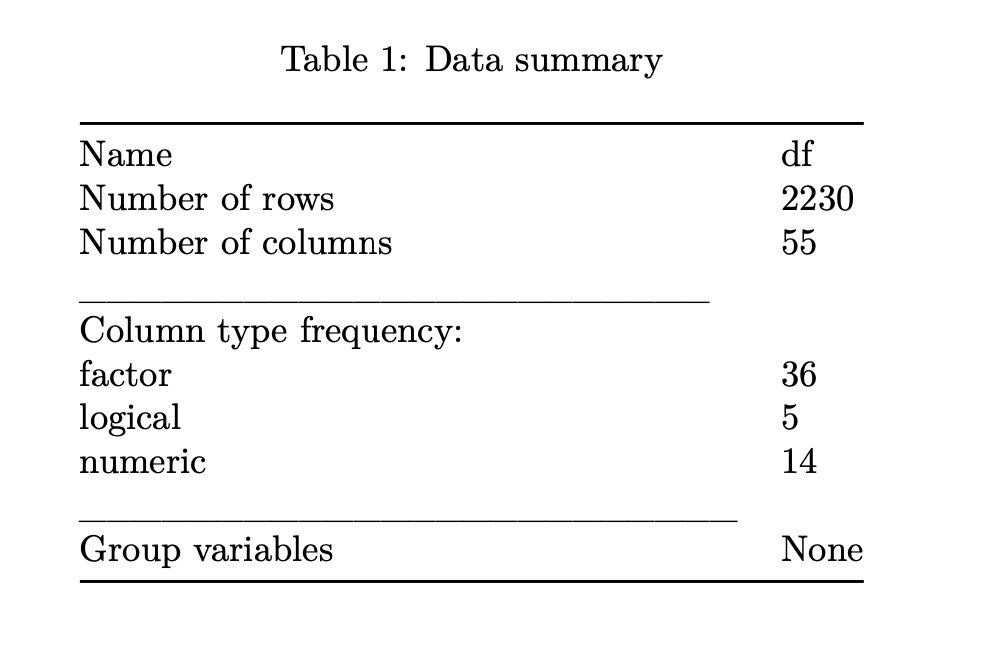 Table 1: Data summary
Name df
Number of rows 2230
Number of columns 55
_______________________
Column type frequency:
factor 36
logical 5
numeric 14
________________________
Group variables None